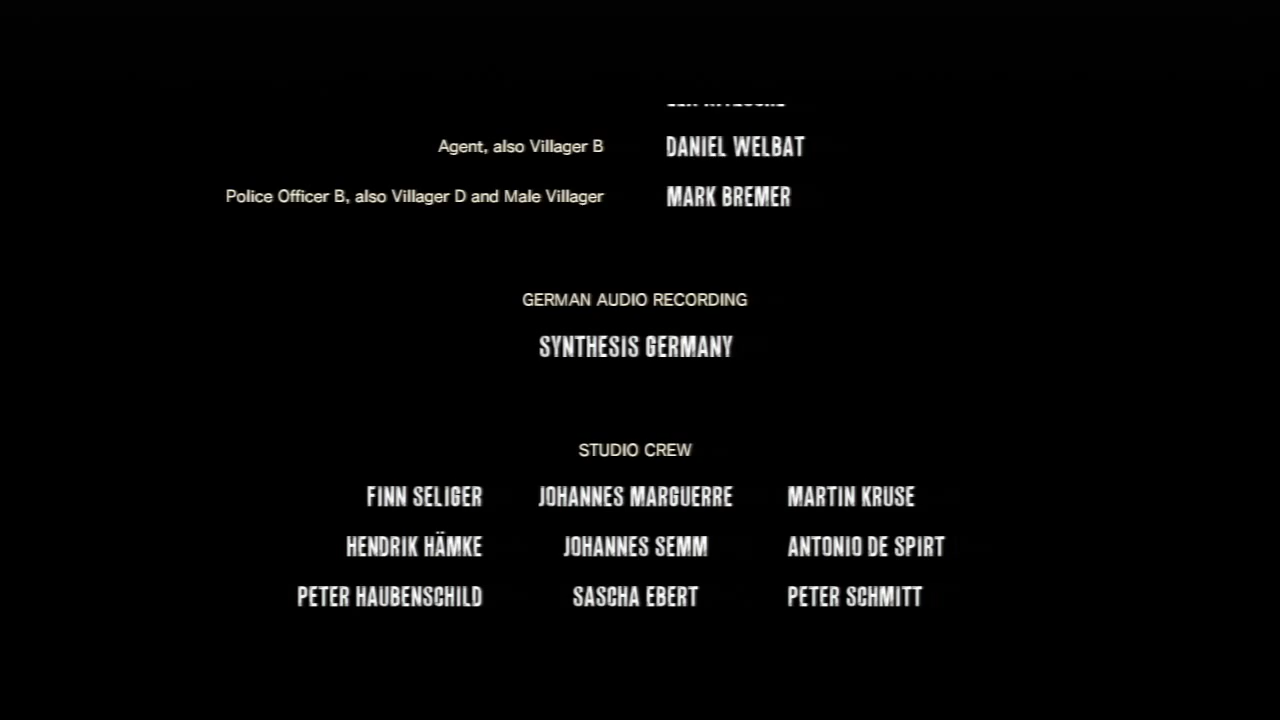 Agent, also Villager B DANIEL WELBAT
Police Officer B, also Villager D and Male Villager MARK BREMER
GERMAN AUDIO RECORDING
SYNTHESIS GERMANY
STUDIO CREW
FINN SELIGER JOHANNES MARGUERRE MARTIN KRUSE
HENDRIK HÄMKE JOHANNES SEMM ANTONIO DE SPIRT
PETER HAUBENSCHILD SASCHA EBERT PETER SCHMITT